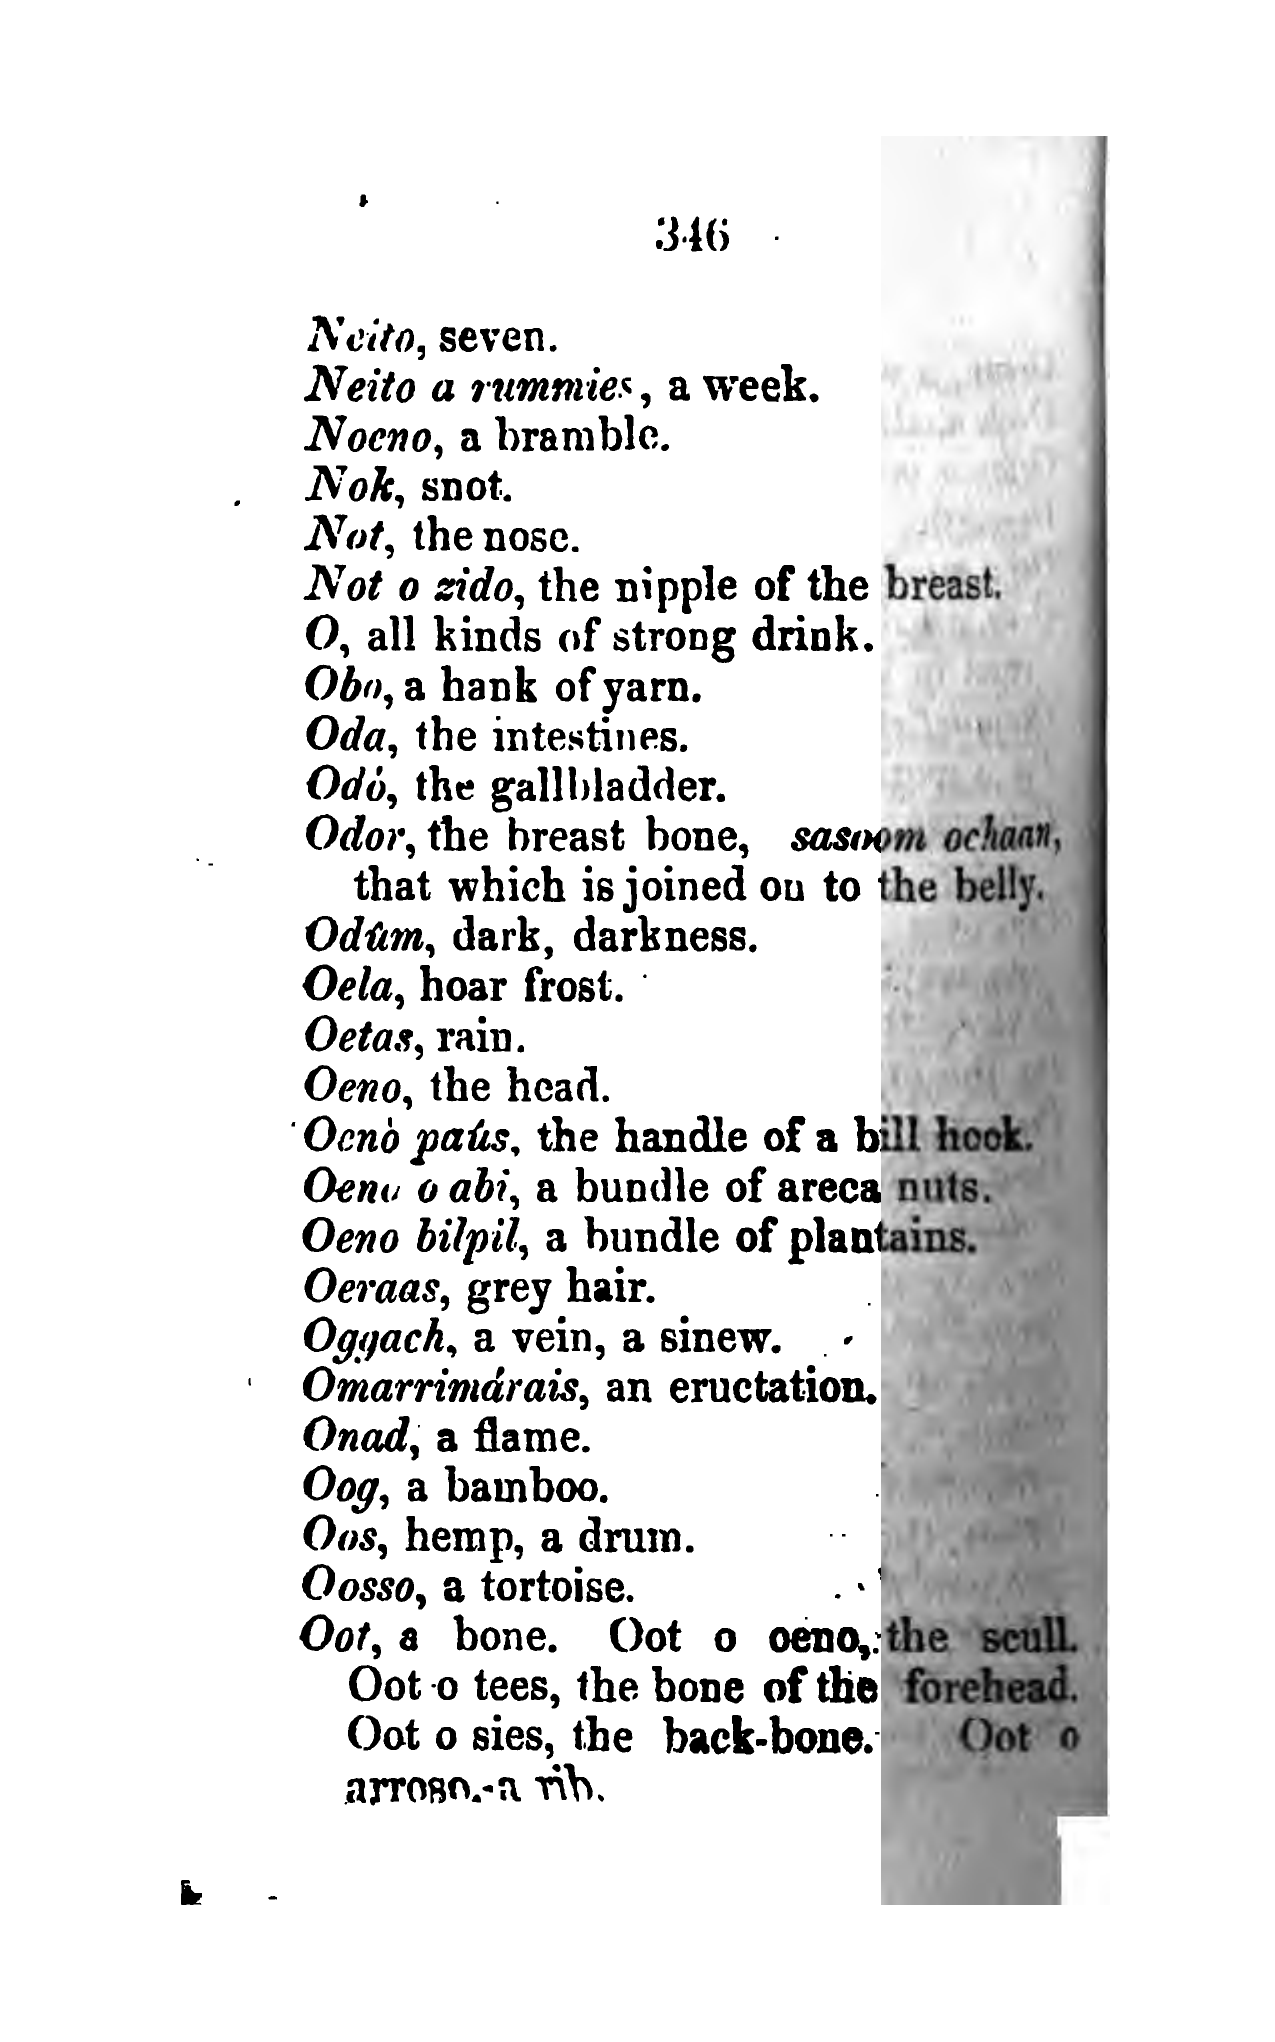 346
Neito, seven.
Neito a rummies, a week.
Noeno, a bramble.
Nok, snot.
Not, the nose.
Not o zido, the nipple of the breast.
O, all kinds of strong drink.
Obo, a hank of yarn.
Oda, the intestines.
Odò, the gallbladder.
Odor, the breast bone, sasoom ochaan,
that which is joined on to the belly.
Odûm, dark, darkness.
Oela, hoar frost.
Oetas, rain.
Oeno, the head.
Oenò paús, the handle of a bill hook.
Oeno o abi, a bundle of areca nuts.
Oeno bilpil, a bundle of plantains.
Oeraas, grey hair.
Oggach, a vein, a sinew.
Omarrimárais, an eructation.
Onad, a flame.
Oog, a bamboo.
Oos, hemp, a drum.
Oosso, a tortoise.
Oot, a bone. Oot o oeno, the scull.
Oot o tees, the bone of the forehead.
Oot o sies, the back-bone. Oot o
arroso, a rib.